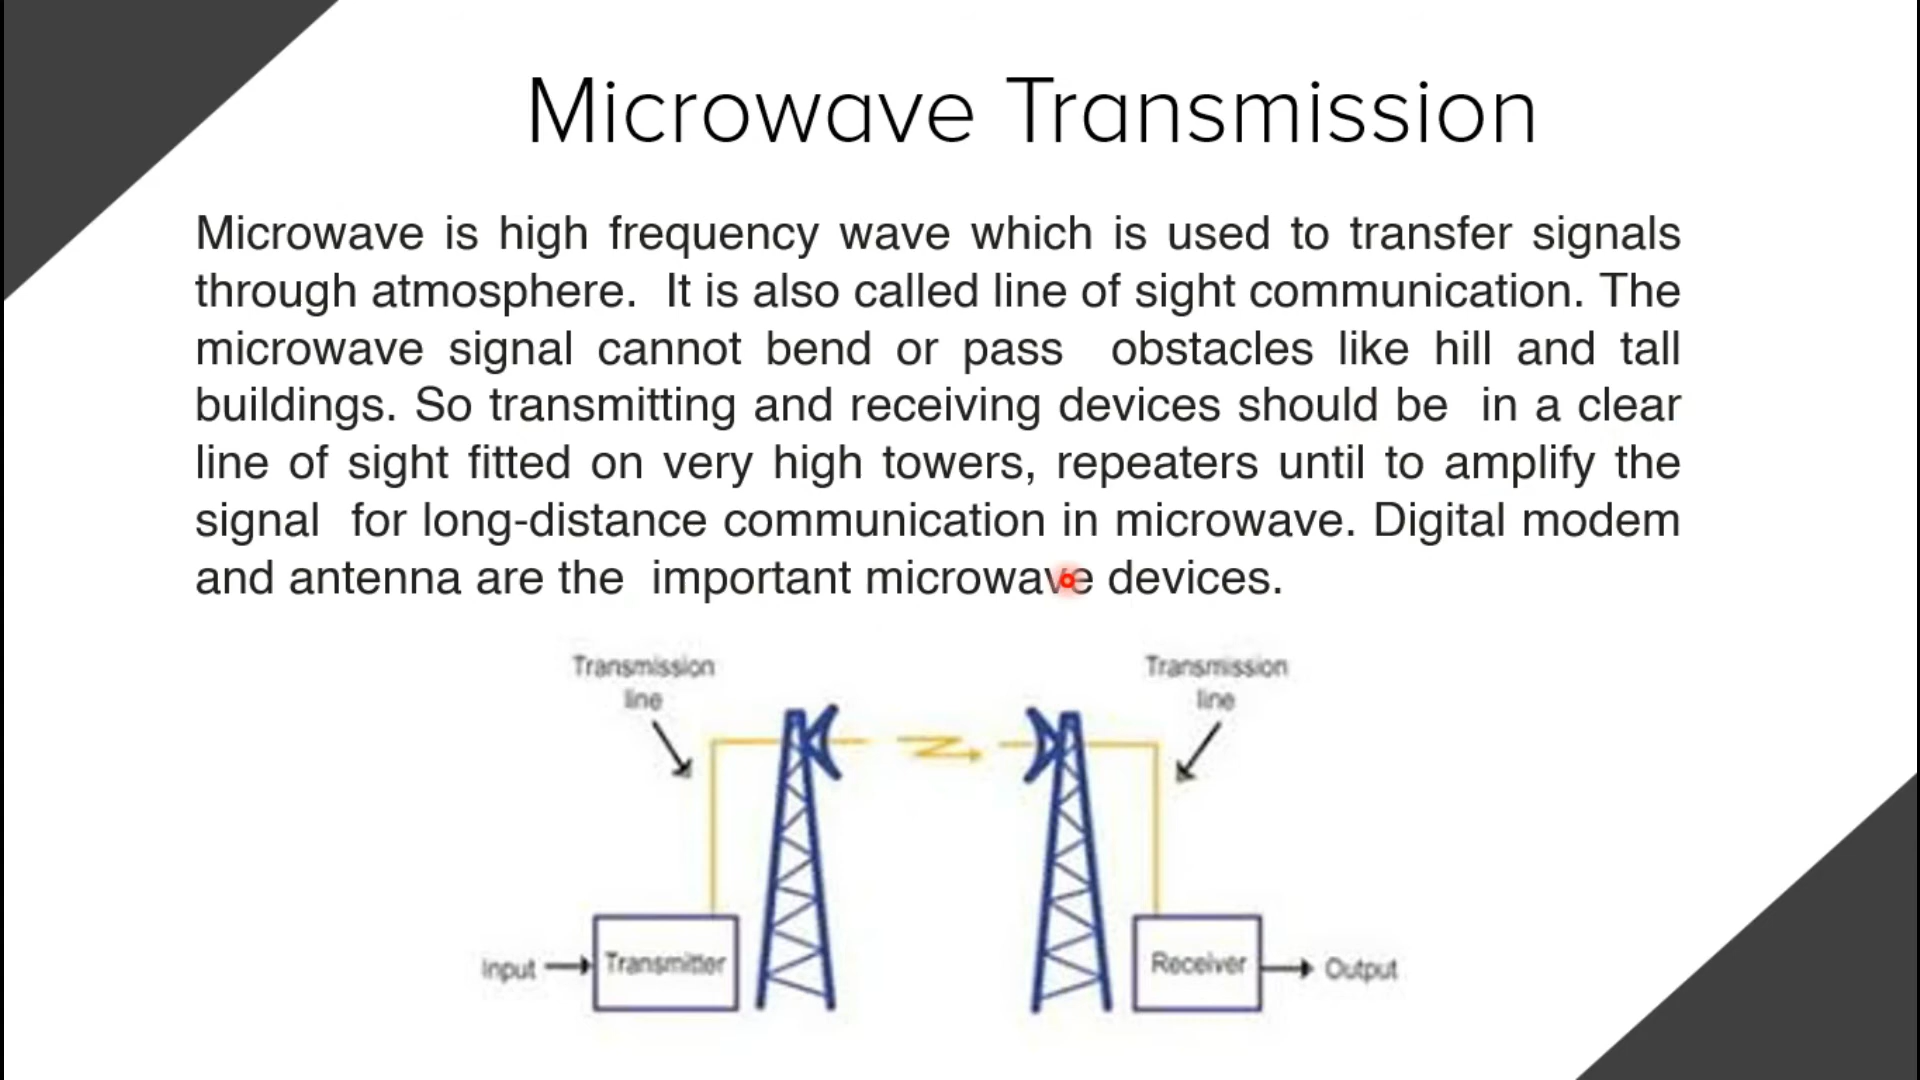 Microwave Transmission
Microwave is high frequency wave which is used to transfer signals
through atmosphere. It is also called line of sight communication. The
microwave signal cannot bend or pass obstacles like hill and tall
buildings. So transmitting and receiving devices should be in a clear
line of sight fitted on very high towers, repeaters until to amplify the
signal for long-distance communication in microwave. Digital modem
and antenna are the important microwave devices.
Transmission
line
Transmission
line
Input
Transmitter
Receiver
Output